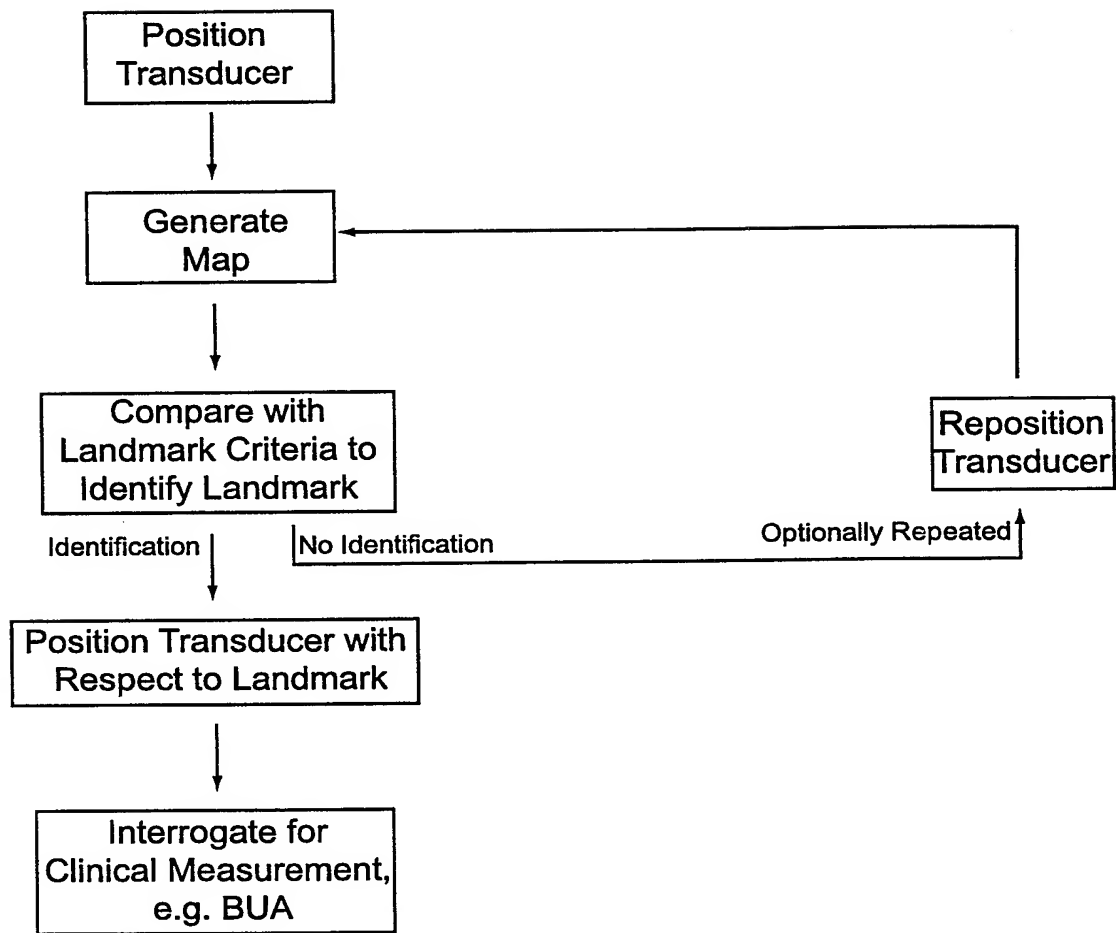 Position
Transducer
Generate
Map
Compare with
Landmark Criteria to
Identify Landmark
Reposition
Transducer
Identification
No Identification
Optionally Repeated
Position Transducer with
Respect to Landmark
Interrogate for
Clinical Measurement,
e.g. BUA